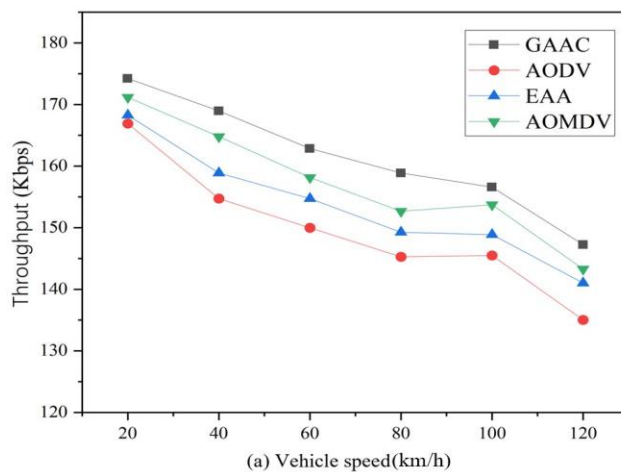 180
170
160
150
140
130
120
Throughput (Kbps)
GAAC
AODV
EAA
AOMDV
20 40 60 80 100 120
(a) Vehicle speed(km/h)